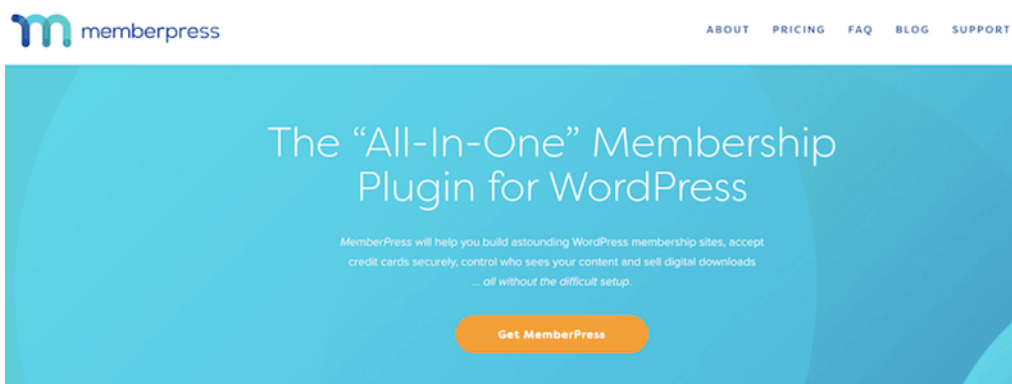 memberpress
ABOUT PRICING FAQ BLOG SUPPORT
The “All-In-One” Membership
Plugin for WordPress
MemberPress will help you build astounding WordPress membership sites, accept
credit cards securely, control who sees your content and sell digital downloads
... all without the difficult setup.
Get MemberPress